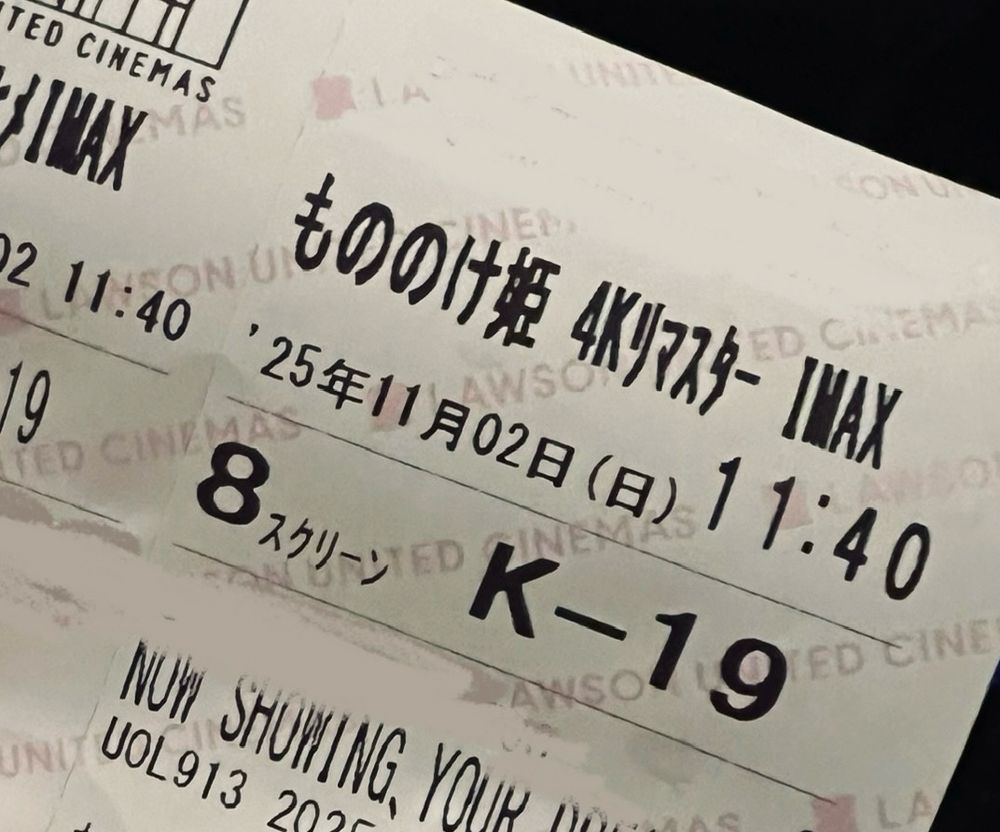 UNITED CINEMAS
IMAX
02 11:40
19
もののけ姫 4Kリマスター IMAX
'25年11月02日(日) 11:40
8スクリーン K-19
NOW SHOWING、YOUR
UOL913 2025